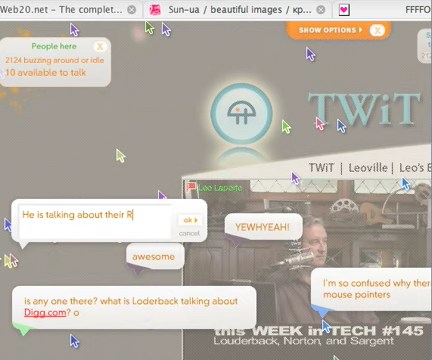 Web20.net - The complet...
Sun-ua / beautiful images / кр...
FFFFO
People here
X
2124 buzzing around or idle
10 available to talk
SHOW OPTIONS
X
S
212
TWiT
TWiT | Leoville | Leo's E
Leo Laporte
He is talking about their R
ok
cancel
YEWHYEAH!
awesome
I'm so confused why ther
mouse pointers
is any one there? what is Loderback talking about
Digg.com? o
this WEEK in TECH #145
Louderback, Norton, and Sargent